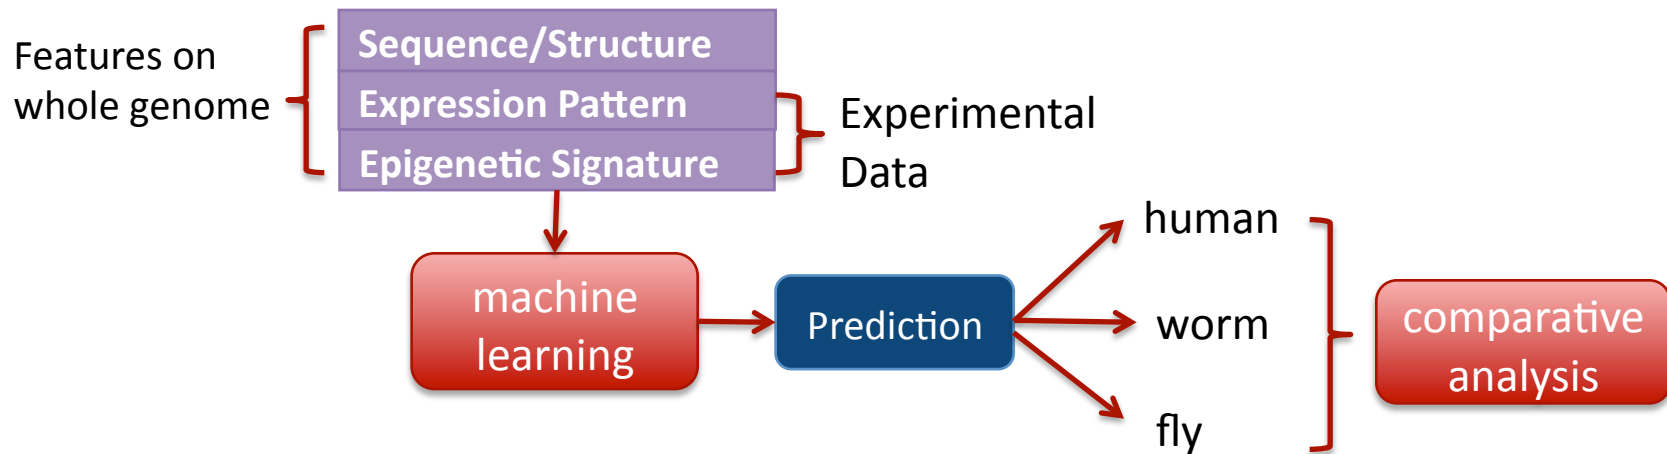 Features on
whole genome
Sequence/Structure
Expression Pattern
Epigenetic Signature
Experimental
Data
machine
learning
Prediction
human
worm
fly
comparative
analysis